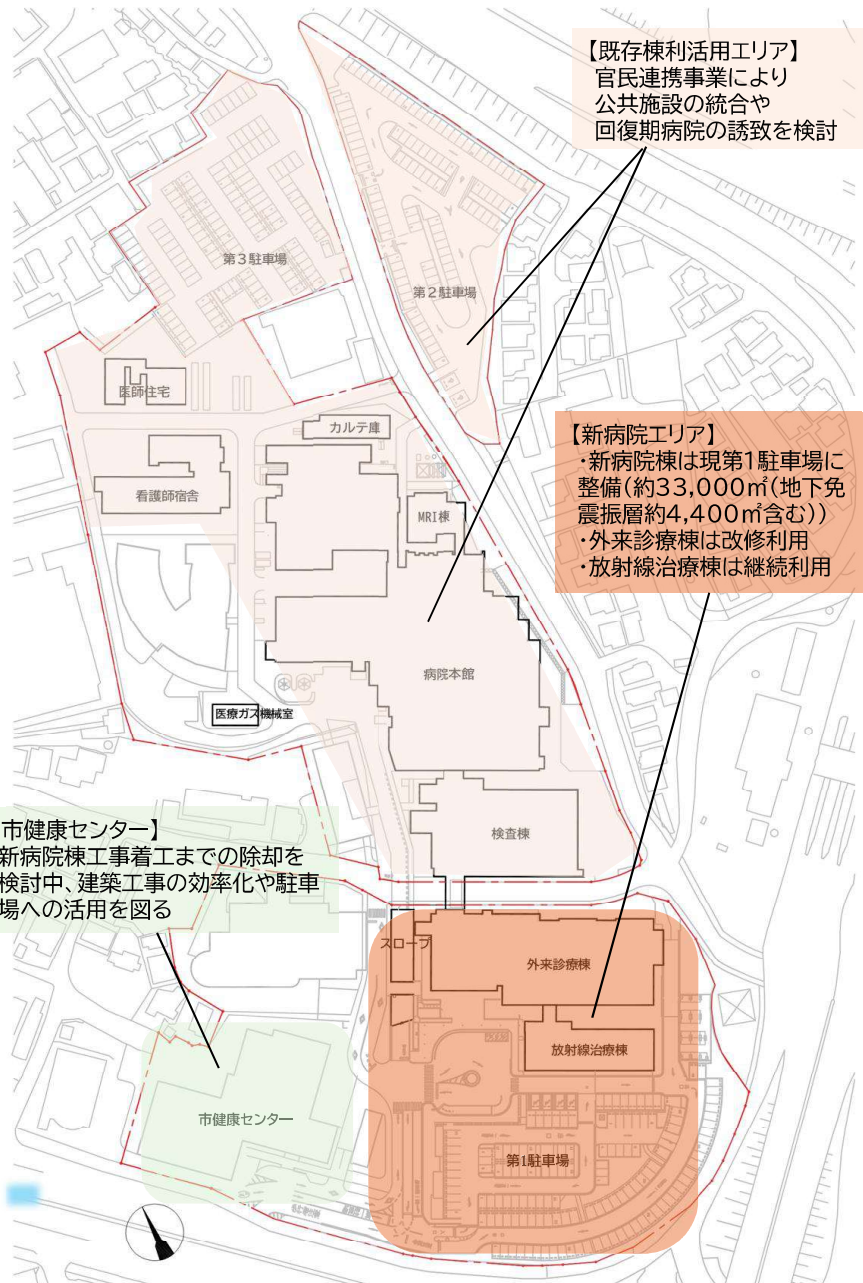 【既存棟利活用エリア】
官民連携事業により
公共施設の統合や
回復期病院の誘致を検討
第3駐車場
第2駐車場
医師住宅
カルテ庫
看護師宿舎
MRI棟
【新病院エリア】
・新病院棟は現第1駐車場に
整備(約33,000㎡(地下免
震振層約4,400㎡含む))
・外来診療棟は改修利用
・放射線治療棟は継続利用
病院本館
医療ガス機械室
検査棟
市健康センター】
新病院棟工事着工までの除却を
検討中、建築工事の効率化や駐車
場への活用を図る
スロープ
外来診療棟
放射線治療棟
市健康センター
第1駐車場